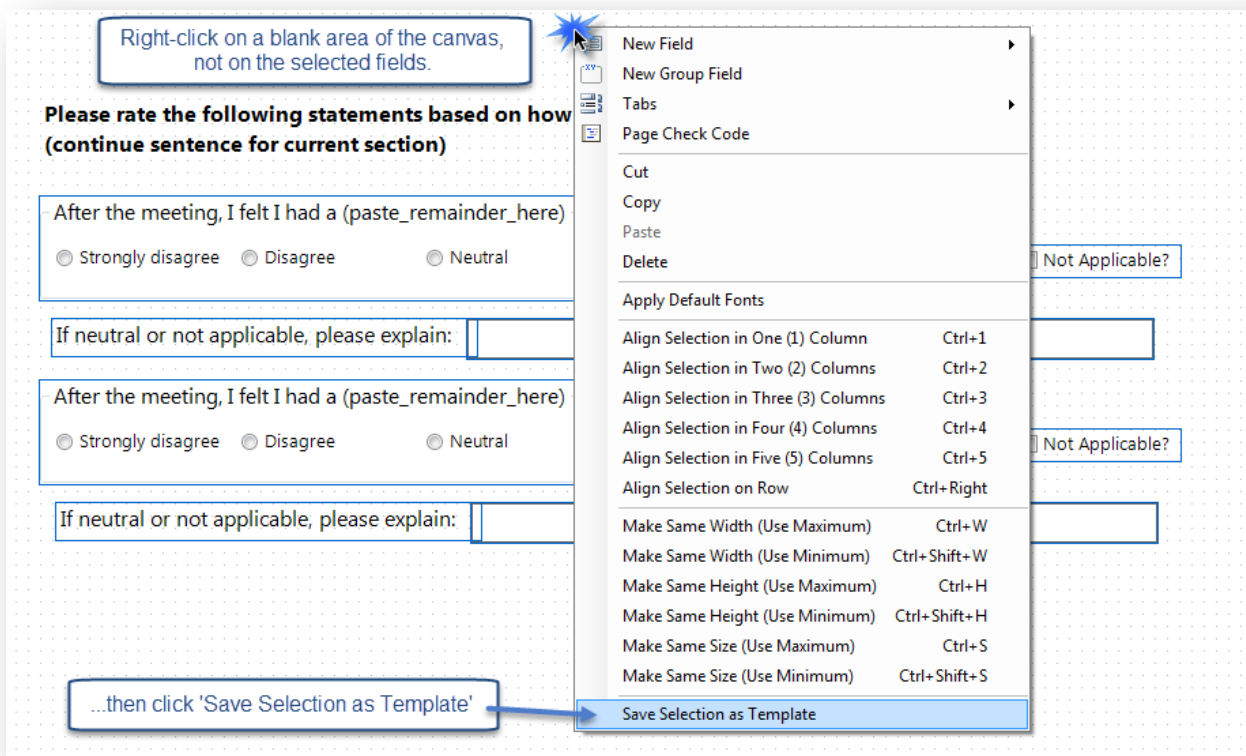 Right-click on a blank area of the canvas,
not on the selected fields.
Please rate the following statements based on how
(continue sentence for current section)
After the meeting, I felt I had a (paste_remainder_here)
Strongly disagree Disagree Neutral
Not Applicable?
If neutral or not applicable, please explain:
After the meeting, I felt I had a (paste_remainder_here)
Strongly disagree Disagree Neutral
Not Applicable?
If neutral or not applicable, please explain:
...then click 'Save Selection as Template'
New Field
New Group Field
Tabs
Page Check Code
Cut
Copy
Paste
Delete
Apply Default Fonts
Align Selection in One (1) Column Ctrl+1
Align Selection in Two (2) Columns Ctrl+2
Align Selection in Three (3) Columns Ctrl+3
Align Selection in Four (4) Columns Ctrl+4
Align Selection in Five (5) Columns Ctrl+5
Align Selection on Row Ctrl+Right
Make Same Width (Use Maximum) Ctrl+W
Make Same Width (Use Minimum) Ctrl+Shift+W
Make Same Height (Use Maximum) Ctrl+H
Make Same Height (Use Minimum) Ctrl+Shift+H
Make Same Size (Use Maximum) Ctrl+S
Make Same Size (Use Minimum) Ctrl+Shift+S
Save Selection as Template